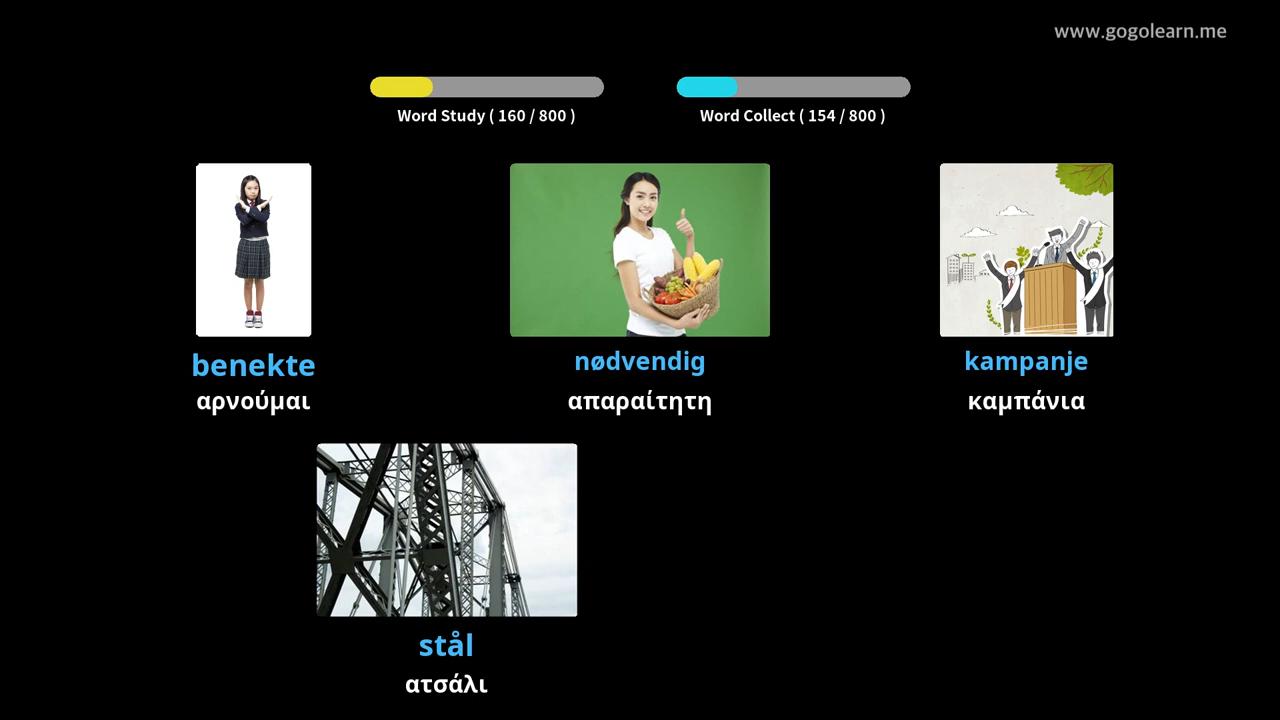 www.gogolearn.me
Word Study ( 160 / 800 )
Word Collect ( 154 / 800 )
benekte
αρνούμαι
nødvendig
απαραίτητη
kampanje
καμπάνια
stål
ατσάλι